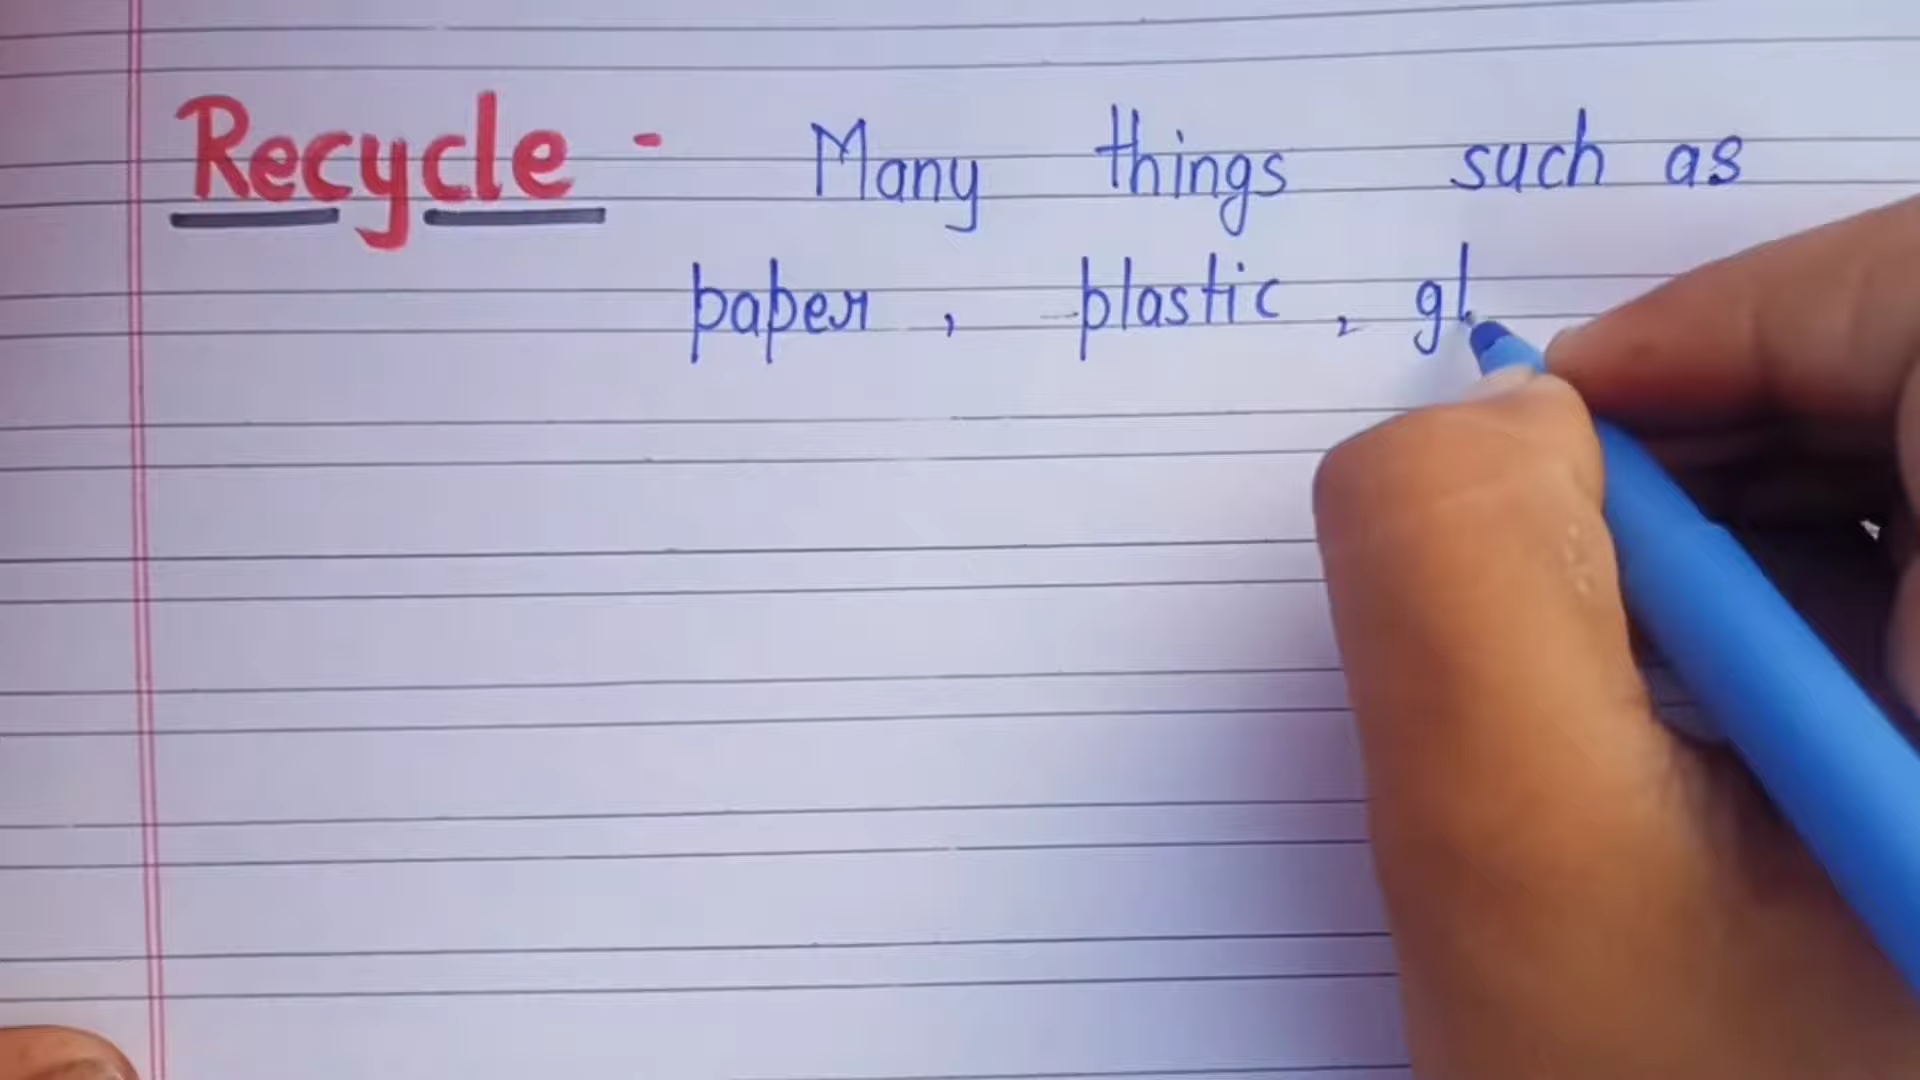 Recycle - Many things such as
paper, plastic, gl